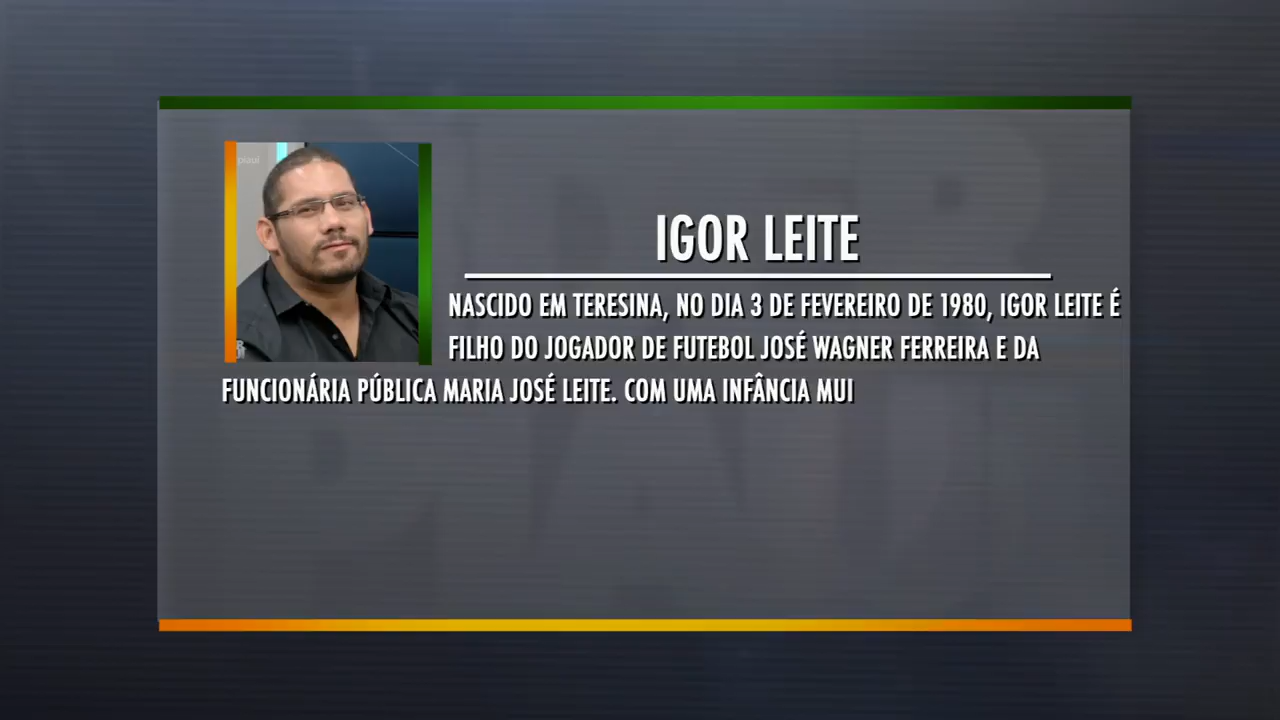 piauí
IGOR LEITE
NASCIDO EM TERESINA, NO DIA 3 DE FEVEREIRO DE 1980, IGOR LEITE É
FILHO DO JOGADOR DE FUTEBOL JOSÉ WAGNER FERREIRA E DA
FUNCIONÁRIA PÚBLICA MARIA JOSÉ LEITE. COM UMA INFÂNCIA MUI